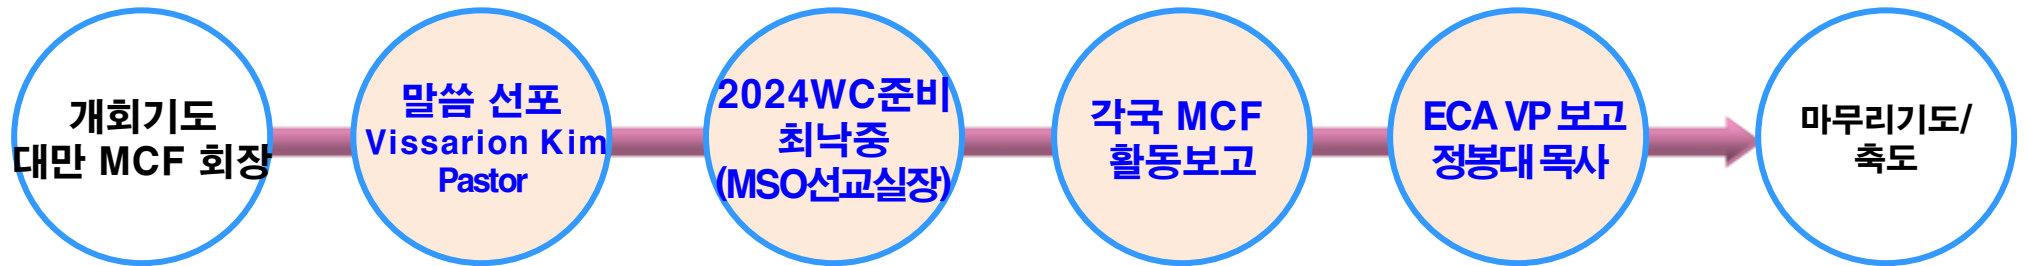 개회기도
대만 MCF 회장
말씀 선포
Vissarion Kim
Pastor
2024WC준비
최낙중
(MSO선교실장)
각국 MCF
활동보고
ECA VP 보고
정봉대 목사
마무리기도/
축도